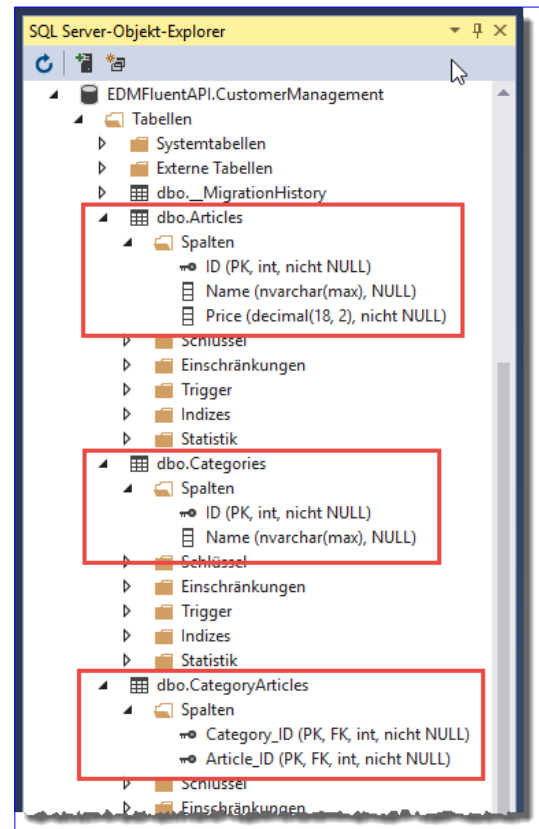 SQL Server-Objekt-Explorer
EDMFluentAPI.CustomerManagement
Tabellen
Systemtabellen
Externe Tabellen
dbo.__MigrationHistory
dbo.Articles
Spalten
ID (PK, int, nicht NULL)
Name (nvarchar(max), NULL)
Price (decimal(18, 2), nicht NULL)
Schlüssel
Einschränkungen
Trigger
Indizes
Statistik
dbo.Categories
Spalten
ID (PK, int, nicht NULL)
Name (nvarchar(max), NULL)
Schlüssel
Einschränkungen
Trigger
Indizes
Statistik
dbo.CategoryArticles
Spalten
Category_ID (PK, FK, int, nicht NULL)
Article_ID (PK, FK, int, nicht NULL)
Schlüssel
Einschränkungen